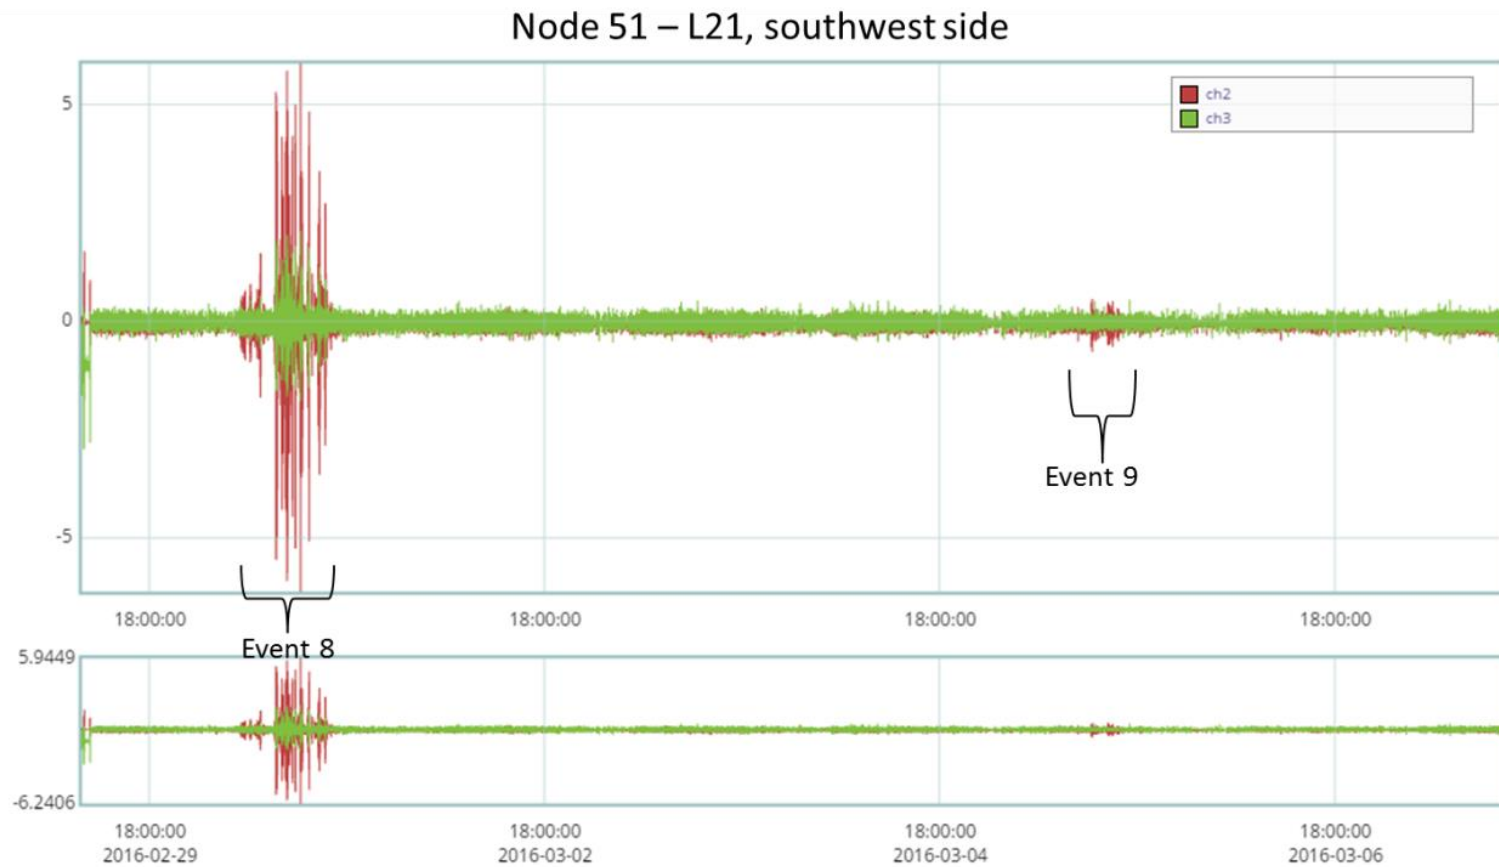 Node 51 – L21, southwest side
ch2
ch3
5
0
-5
Event 9
18:00:00 18:00:00 18:00:00 18:00:00
Event 8
5.9449
-6.2406
18:00:00 18:00:00 18:00:00 18:00:00
2016-02-29 2016-03-02 2016-03-04 2016-03-06